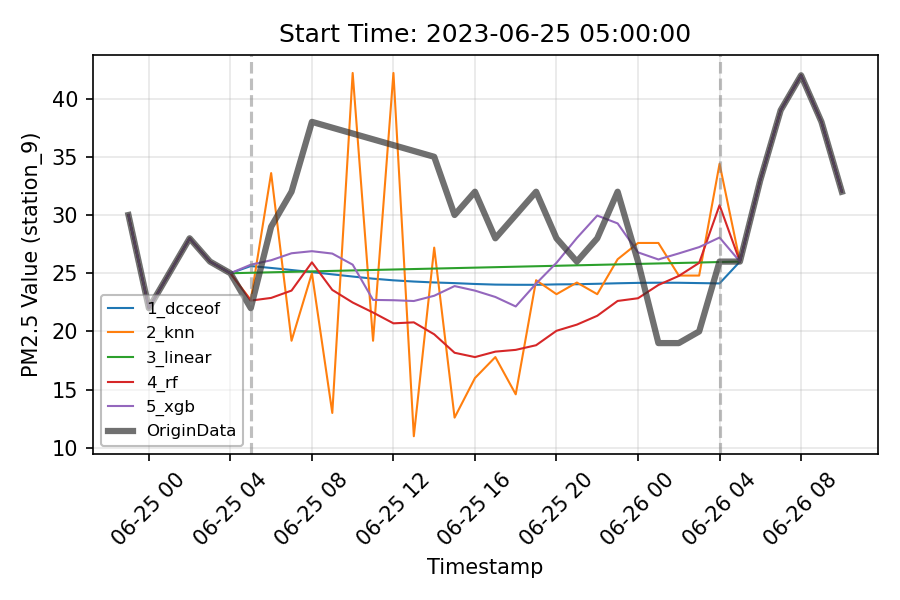 Start Time: 2023-06-25 05:00:00
PM2.5 Value (station_9)
40
35
30
25
20
15
10
1_dcceof
2_knn
3_linear
4_rf
5_xgb
OriginData
06-25 00
06-25 04
06-25 08
06-25 12
06-25 16
06-25 20
06-26 00
06-26 04
06-26 08
Timestamp